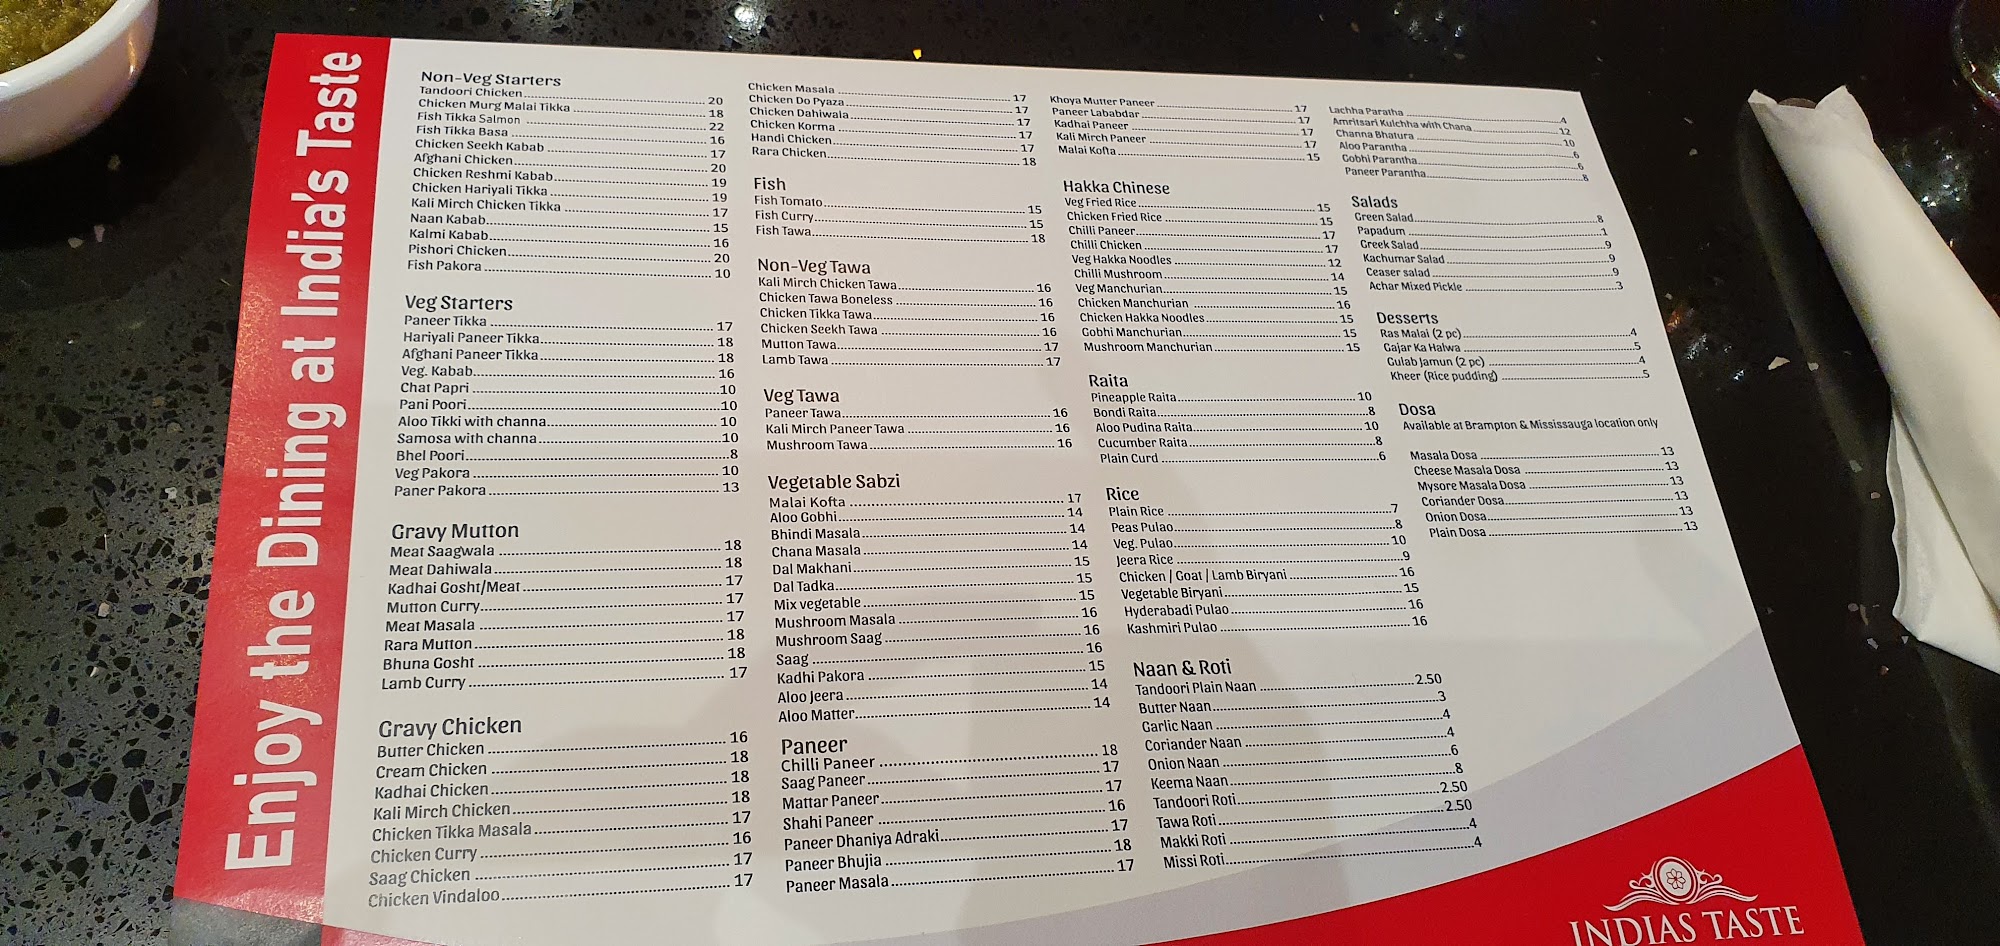 Enjoy the Dining at India's Taste
Non-Veg Starters
Tandoori Chicken 20
Chicken Murg Malai Tikka 18
Fish Tikka Salmon 22
Fish Tikka Basa 16
Chicken Seekh Kabab 17
Afghani Chicken 20
Chicken Reshmi Kabab 19
Chicken Hariyali Tikka 19
Kali Mirch Chicken Tikka 17
Naan Kabab 15
Kalmi Kabab 16
Pishori Chicken 20
Fish Pakora 10
Veg Starters
Paneer Tikka 17
Hariyali Paneer Tikka 18
Afghani Paneer Tikka 18
Veg. Kabab 16
Chat Papri 10
Pani Poori 10
Aloo Tikki with channa 10
Samosa with channa 10
Bhel Poori 8
Veg Pakora 10
Paner Pakora 13
Gravy Mutton
Meat Saagwala 18
Meat Dahiwala 18
Kadhai Gosht/Meat 17
Mutton Curry 17
Meat Masala 17
Rara Mutton 18
Bhuna Gosht 18
Lamb Curry 17
Gravy Chicken
Butter Chicken 16
Cream Chicken 18
Kadhai Chicken 18
Kali Mirch Chicken 18
Chicken Tikka Masala 17
Chicken Curry 16
Saag Chicken 17
Chicken Vindaloo 17
Chicken Masala 17
Chicken Do Pyaza 17
Chicken Dahiwala 17
Chicken Korma 17
Handi Chicken 17
Rara Chicken 18
Fish
Fish Tomato 15
Fish Curry 15
Fish Tawa 18
Non-Veg Tawa
Kali Mirch Chicken Tawa 16
Chicken Tawa Boneless 16
Chicken Tikka Tawa 16
Chicken Seekh Tawa 16
Mutton Tawa 17
Lamb Tawa 17
Veg Tawa
Paneer Tawa 16
Kali Mirch Paneer Tawa 16
Mushroom Tawa 16
Vegetable Sabzi
Malai Kofta 17
Aloo Gobhi 14
Bhindi Masala 14
Chana Masala 14
Dal Makhani 15
Dal Tadka 15
Mix vegetable 15
Mushroom Masala 16
Mushroom Saag 16
Saag 16
Kadhi Pakora 15
Aloo Jeera 14
Aloo Matter 14
Paneer
Chilli Paneer 18
Saag Paneer 17
Mattar Paneer 17
Shahi Paneer 16
Paneer Dhaniya Adraki 17
Paneer Bhujia 18
Paneer Masala 17
Khoya Mutter Paneer 17
Paneer Lababdar 17
Kadhai Paneer 17
Kali Mirch Paneer 17
Malai Kofta 15
Hakka Chinese
Veg Fried Rice 15
Chicken Fried Rice 15
Chilli Paneer 17
Chilli Chicken 17
Veg Hakka Noodles 12
Chilli Mushroom 14
Veg Manchurian 15
Chicken Manchurian 16
Chicken Hakka Noodles 15
Gobhi Manchurian 15
Mushroom Manchurian 15
Raita
Pineapple Raita 10
Bondi Raita 8
Aloo Pudina Raita 10
Cucumber Raita 8
Plain Curd 6
Rice
Plain Rice 7
Peas Pulao 8
Veg. Pulao 10
Jeera Rice 9
Chicken | Goat | Lamb Biryani 16
Vegetable Biryani 15
Hyderabadi Pulao 16
Kashmiri Pulao 16
Naan & Roti
Tandoori Plain Naan 2.50
Butter Naan 3
Garlic Naan 4
Coriander Naan 4
Onion Naan 6
Keema Naan 8
Tandoori Roti 2.50
Tawa Roti 2.50
Makki Roti 4
Missi Roti 4
Lachha Paratha 4
Amritsari Kulchha with Chana 12
Channa Bhatura 10
Aloo Parantha 6
Gobhi Parantha 6
Paneer Parantha 8
Salads
Green Salad 8
Papadum 1
Greek Salad 9
Kachumar Salad 9
Ceaser salad 9
Achar Mixed Pickle 3
Desserts
Ras Malai (2 pc) 4
Gajar Ka Halwa 5
Gulab Jamun (2 pc) 4
Kheer (Rice pudding) 5
Dosa
Available at Brampton & Mississauga location only
Masala Dosa 13
Cheese Masala Dosa 13
Mysore Masala Dosa 13
Coriander Dosa 13
Onion Dosa 13
Plain Dosa 13
INDIAS TASTE